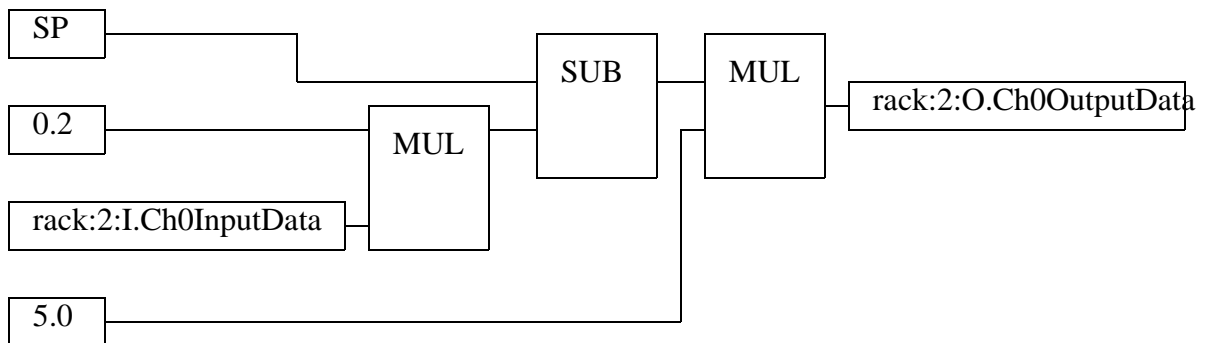 SP
SUB
MUL
rack:2:O.Ch0OutputData
0.2
MUL
rack:2:I.Ch0InputData
5.0